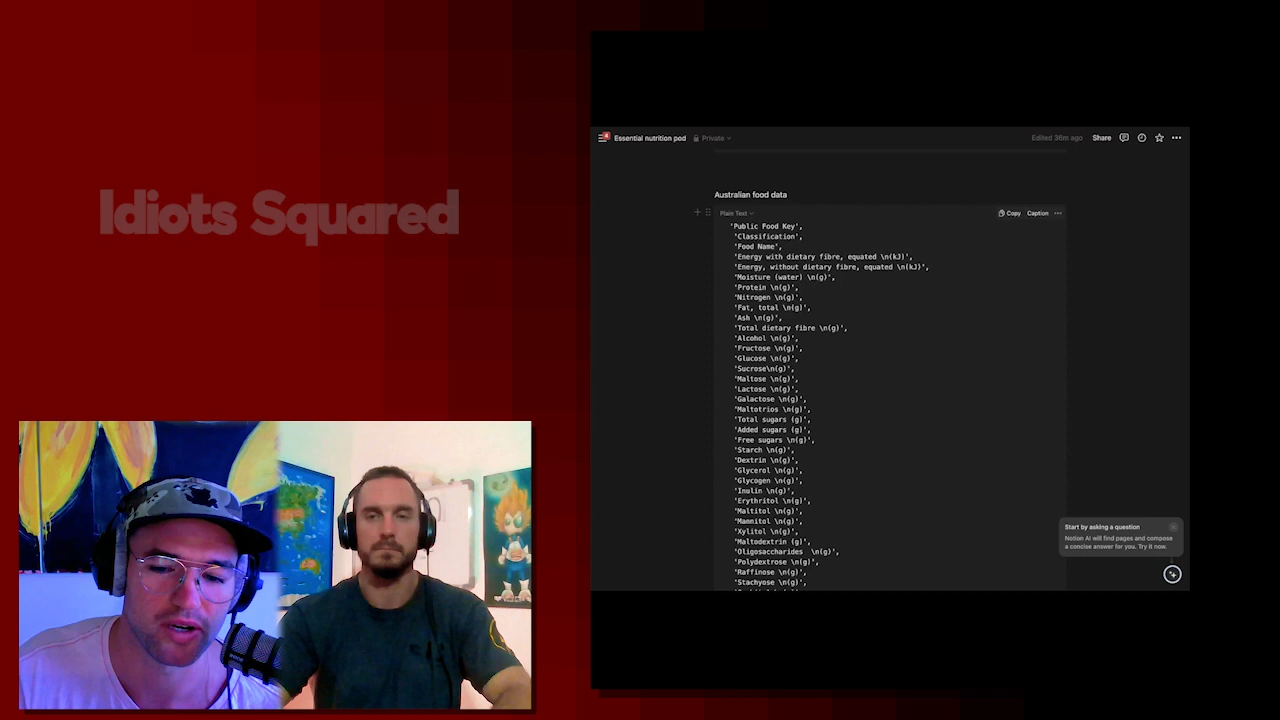 Idiots Squared
Essential nutrition pod
Private
Edited 36m ago
Share
Australian food data
Plain Text
Copy
Caption
'Public Food Key',
'Classification',
'Food Name',
'Energy with dietary fibre, equated \n(kJ)',
'Energy, without dietary fibre, equated \n(kJ)',
'Moisture (water) \n(g)',
'Protein \n(g)',
'Nitrogen \n(g)',
'Fat, total \n(g)',
'Ash \n(g)',
'Total dietary fibre \n(g)',
'Alcohol \n(g)',
'Fructose \n(g)',
'Glucose \n(g)',
'Sucrose\n(g)',
'Maltose \n(g)',
'Lactose \n(g)',
'Galactose \n(g)',
'Maltotrios \n(g)',
'Total sugars (g)',
'Added sugars (g)',
'Free sugars \n(g)',
'Starch \n(g)',
'Dextrin \n(g)',
'Glycerol \n(g)',
'Glycogen \n(g)',
'Inulin \n(g)',
'Erythritol \n(g)',
'Maltitol \n(g)',
'Mannitol \n(g)',
'Xylitol \n(g)',
'Maltodextrin (g)',
'Oligosaccharides  \n(g)',
'Polydextrose \n(g)',
'Raffinose \n(g)',
'Stachyose \n(g)',
Start by asking a question
Notion AI will find pages and compose
a concise answer for you. Try it now.